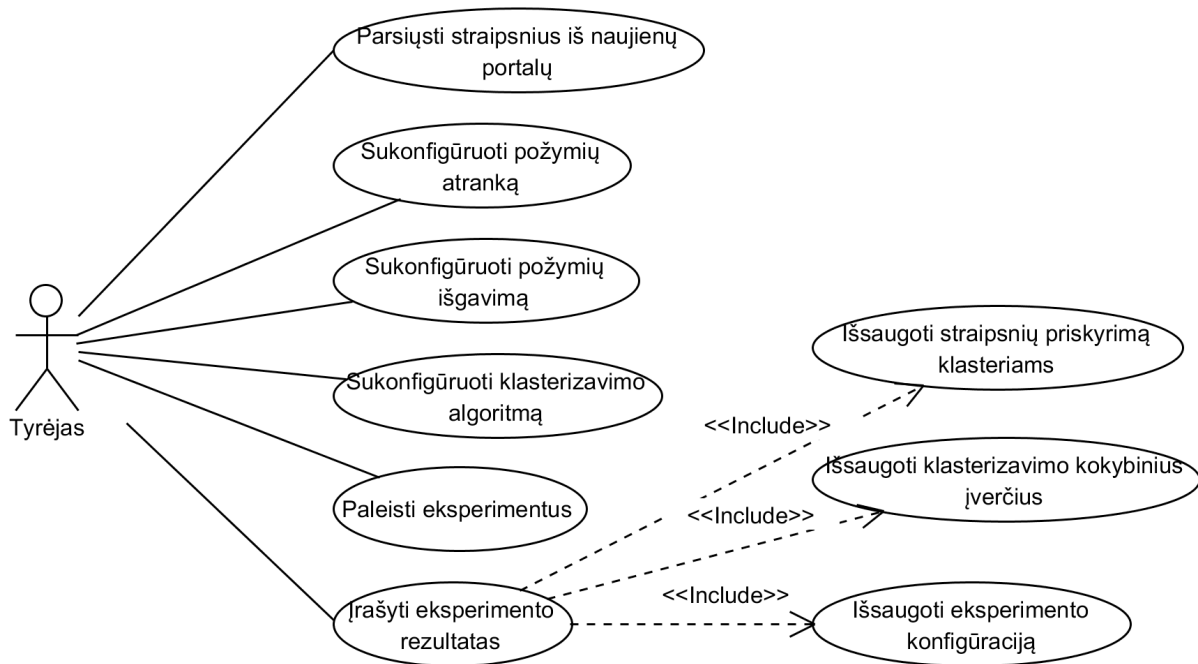 Parsiųsti straipsnius iš naujienų
portalų
Sukonfigūruoti požymių
atranką
Sukonfigūruoti požymių
išgavimą
Išsaugoti straipsnių priskyrimą
klasteriams
Sukonfigūruoti klasterizavimo
algoritmą
Tyrėjas
<<Include>>
Išsaugoti klasterizavimo kokybinius
įverčius
Paleisti eksperimentus
<<Include>>
<<Include>>
Įrašyti eksperimento
rezultatas
Išsaugoti eksperimento
konfigūraciją